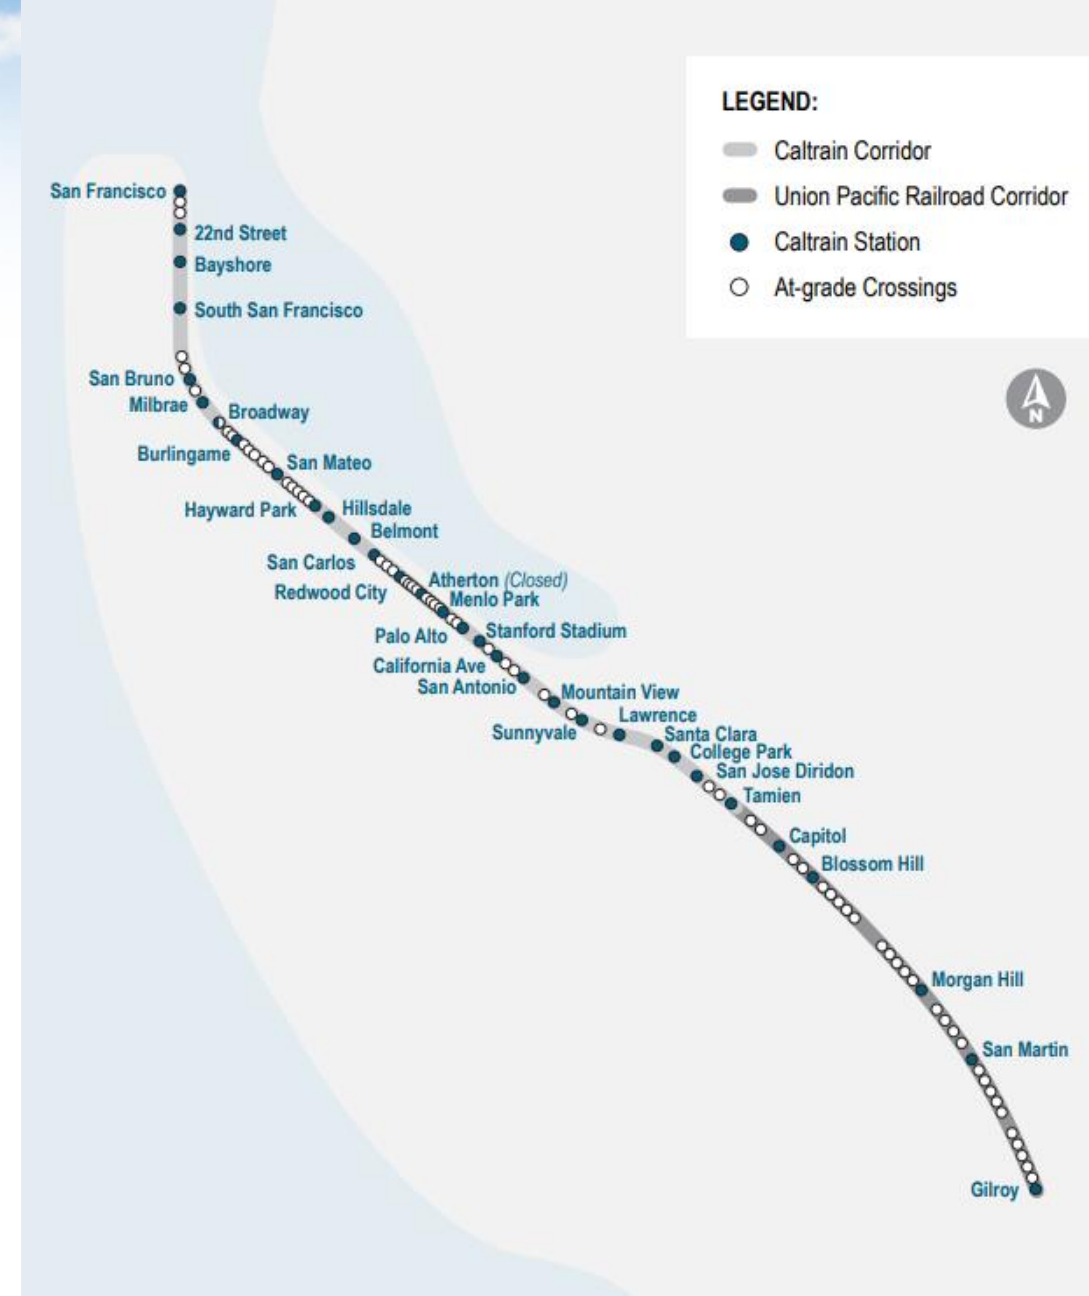 LEGEND:
Caltrain Corridor
Union Pacific Railroad Corridor
Caltrain Station
At-grade Crossings
N
San Francisco
22nd Street
Bayshore
South San Francisco
San Bruno
Milbrae
Broadway
Burlingame
San Mateo
Hayward Park
Hillsdale
Belmont
San Carlos
Redwood City
Atherton (Closed)
Menlo Park
Palo Alto
Stanford Stadium
California Ave
San Antonio
Mountain View
Sunnyvale
Lawrence
Santa Clara
College Park
San Jose Diridon
Tamien
Capitol
Blossom Hill
Morgan Hill
San Martin
Gilroy